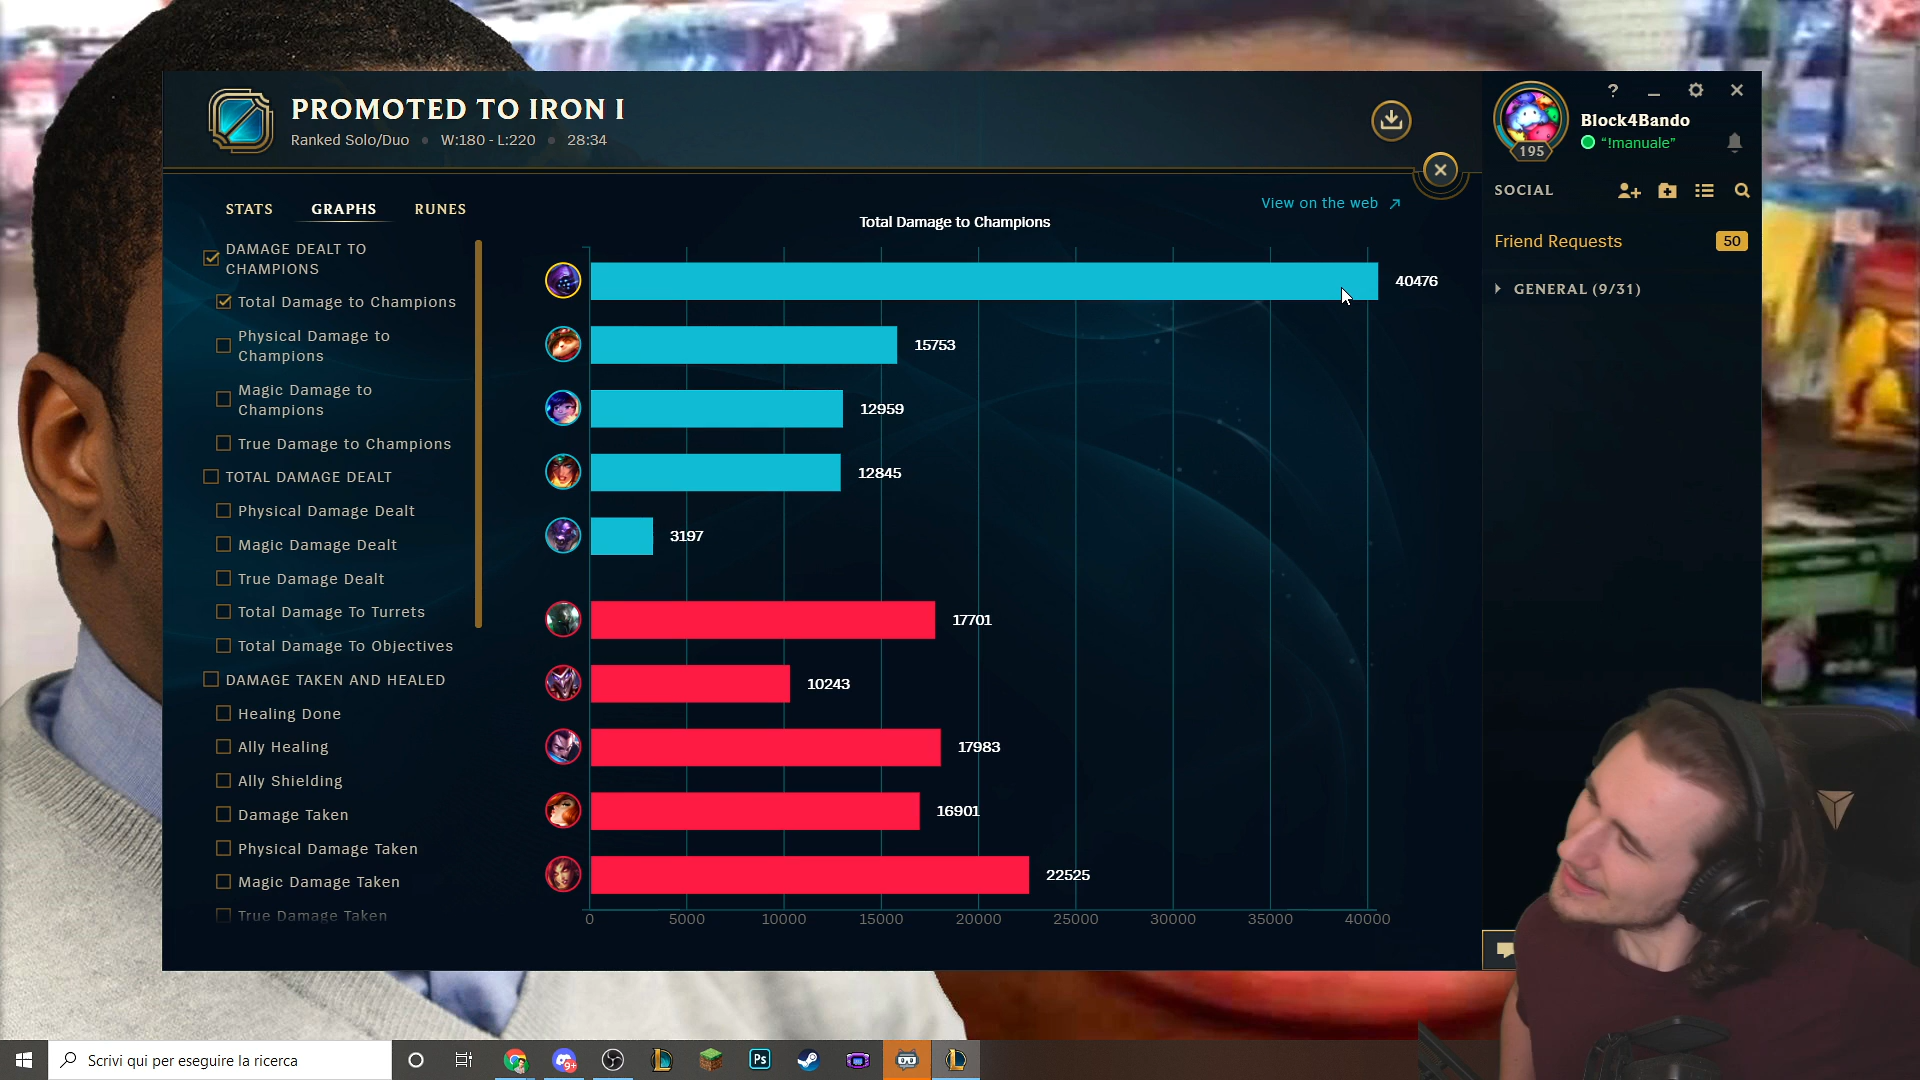 PROMOTED TO IRON I
Ranked Solo/Duo • W:180 - L:220 • 28:34
195
Block4Bando
"!manuale"
SOCIAL
Friend Requests 50
GENERAL (9/31)
STATS GRAPHS RUNES
View on the web
DAMAGE DEALT TO
CHAMPIONS
Total Damage to Champions
Physical Damage to
Champions
Magic Damage to
Champions
True Damage to Champions
TOTAL DAMAGE DEALT
Physical Damage Dealt
Magic Damage Dealt
True Damage Dealt
Total Damage To Turrets
Total Damage To Objectives
DAMAGE TAKEN AND HEALED
Healing Done
Ally Healing
Ally Shielding
Damage Taken
Physical Damage Taken
Magic Damage Taken
True Damage Taken
Total Damage to Champions
40476
15753
12959
12845
3197
17701
10243
17983
16901
22525
0 5000 10000 15000 20000 25000 30000 35000 40000
Scrivi qui per eseguire la ricerca
9+
Ps